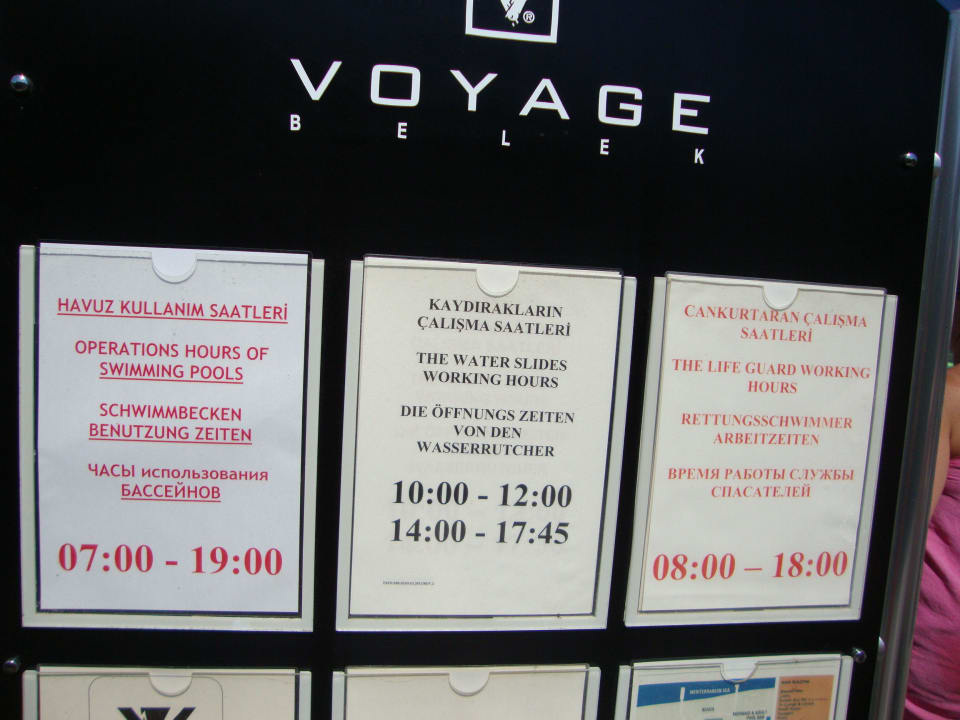 VOYAGE
BELEK
HAVUZ KULLANIM SAATLERİ
OPERATIONS HOURS OF
SWIMMING POOLS
SCHWIMMBECKEN
BENUTZUNG ZEITEN
ЧАСЫ использования
БАССЕЙНОВ
07:00 - 19:00
KAYDIRAKLARIN
ÇALIŞMA SAATLERİ
THE WATER SLIDES
WORKING HOURS
DIE ÖFFNUNGS ZEITEN
VON DEN
WASSERRUTCHER
10:00 - 12:00
14:00 - 17:45
CANKURTARAN ÇALIŞMA
SAATLERİ
THE LIFE GUARD WORKING
HOURS
RETTUNGSSCHWIMMER
ARBEITZEITEN
ВРЕМЯ РАБОТЫ СЛУЖБЫ
СПАСАТЕЛЕЙ
08:00 – 18:00
MEDITERRANEAN SEA